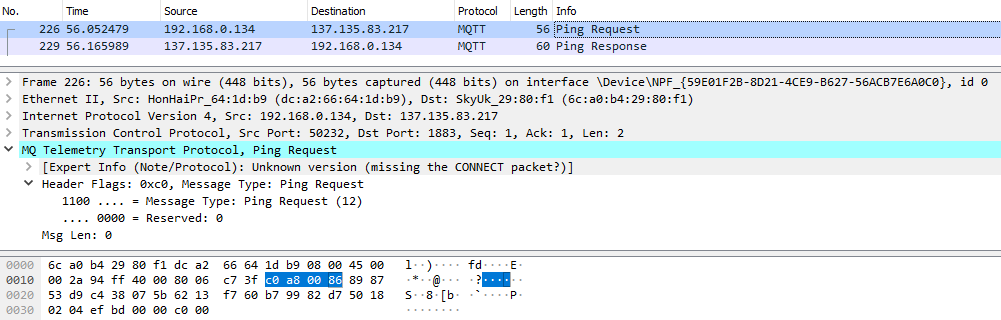 No. Time Source Destination Protocol Length Info
226 56.052479 192.168.0.134 137.135.83.217 MQTT 56 Ping Request
229 56.165989 137.135.83.217 192.168.0.134 MQTT 60 Ping Response
Frame 226: 56 bytes on wire (448 bits), 56 bytes captured (448 bits) on interface \Device\NPF_{59E01F2B-8D21-4CE9-B627-56ACB7E6A0C0}, id 0
Ethernet II, Src: HonHaiPr_64:1d:b9 (dc:a2:66:64:1d:b9), Dst: SkyUk_29:80:f1 (6c:a0:b4:29:80:f1)
Internet Protocol Version 4, Src: 192.168.0.134, Dst: 137.135.83.217
Transmission Control Protocol, Src Port: 50232, Dst Port: 1883, Seq: 1, Ack: 1, Len: 2
MQ Telemetry Transport Protocol, Ping Request
[Expert Info (Note/Protocol): Unknown version (missing the CONNECT packet?)]
Header Flags: 0xc0, Message Type: Ping Request
1100 .... = Message Type: Ping Request (12)
.... 0000 = Reserved: 0
Msg Len: 0
0000 6c a0 b4 29 80 f1 dc a2 66 64 1d b9 08 00 45 00 l··)···· fd····E·
0010 00 2a 94 ff 40 00 80 06 c7 3f c0 a8 00 86 89 87 ·*··@··· ·?······
0020 53 d9 c4 38 07 5b 62 13 f7 60 b7 99 82 d7 50 18 S··8·[b· ·`····P·
0030 02 04 ef bd 00 00 c0 00 ········